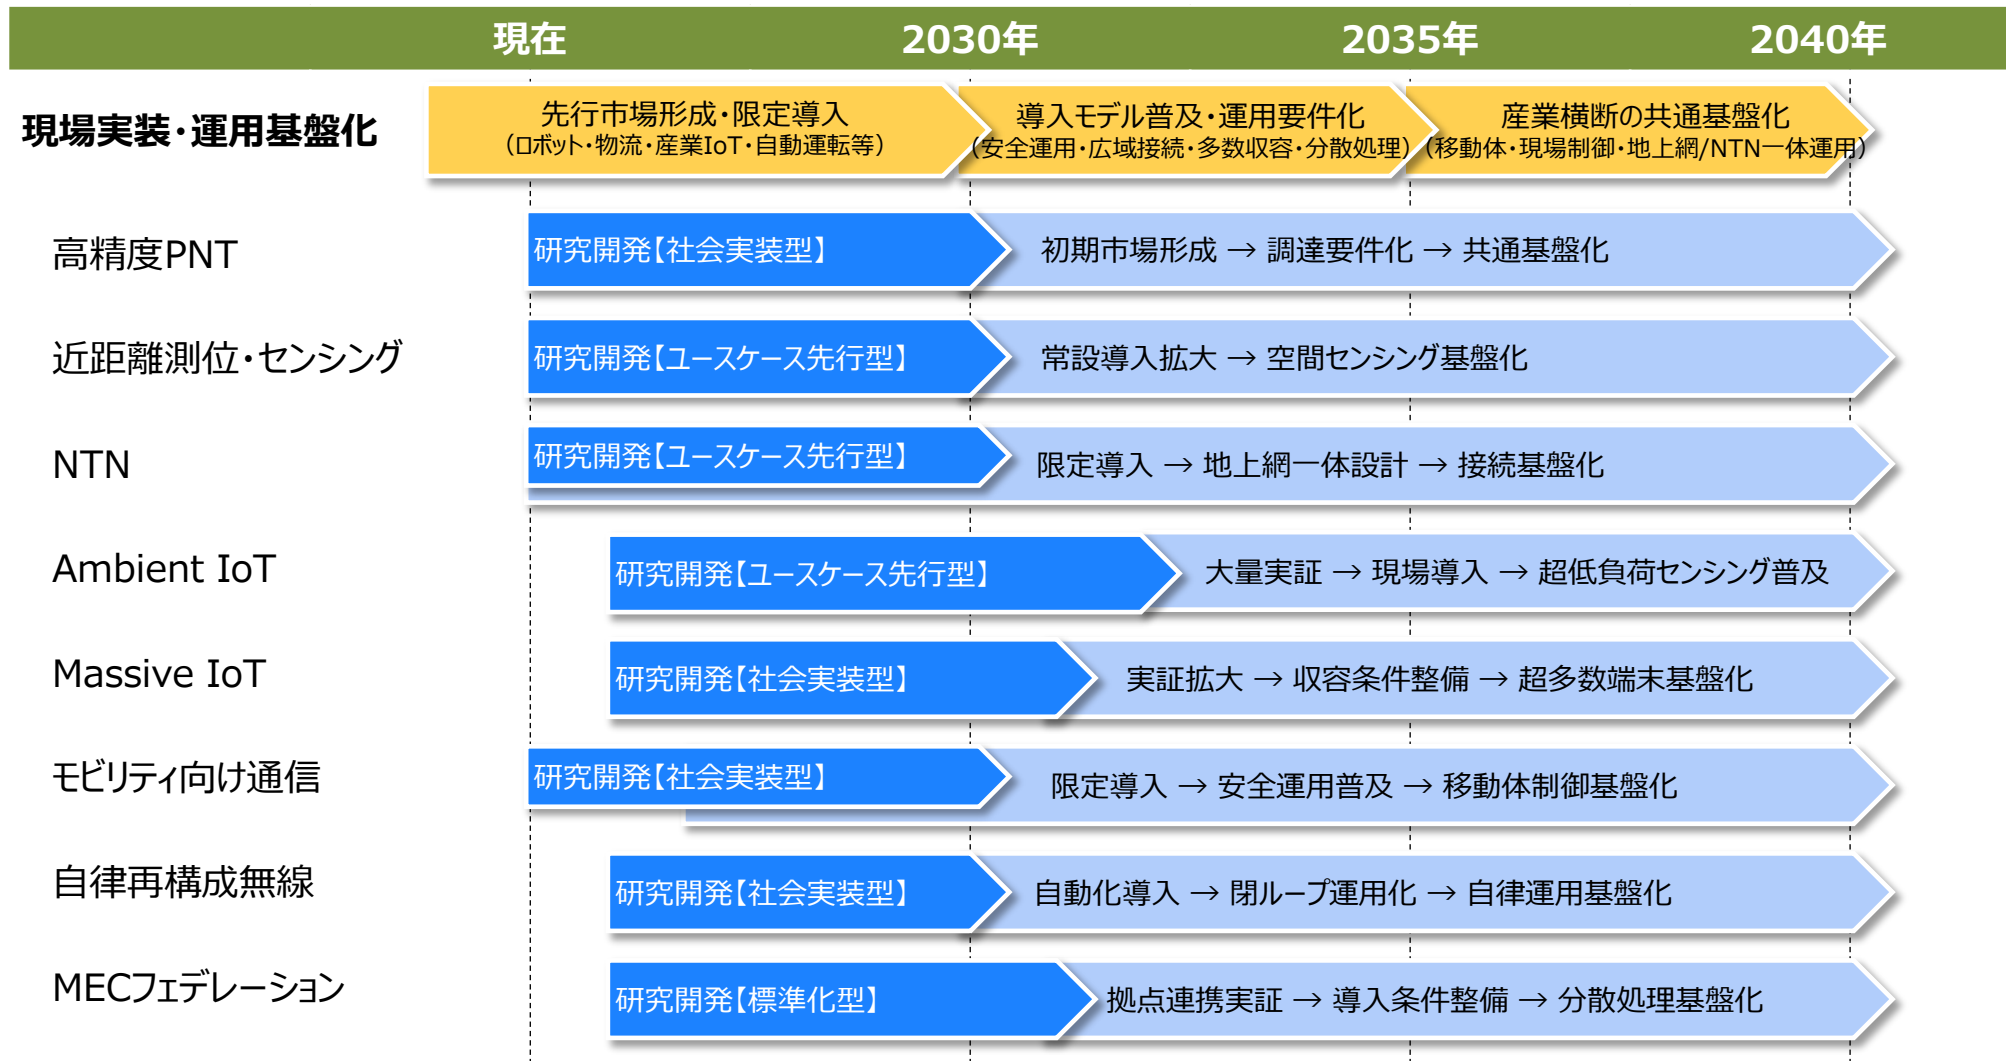 現在
2030年
2035年
2040年
現場実装・運用基盤化
先行市場形成・限定導入
（ロボット・物流・産業IoT・自動運転等）
導入モデル普及・運用要件化
（安全運用・広域接続・多数収容・分散処理）
産業横断の共通基盤化
（移動体・現場制御・地上網/NTN一体運用）
高精度PNT
研究開発【社会実装型】
初期市場形成 → 調達要件化 → 共通基盤化
近距離測位・センシング
研究開発【ユースケース先行型】
常設導入拡大 → 空間センシング基盤化
NTN
研究開発【ユースケース先行型】
限定導入 → 地上網一体設計 → 接続基盤化
Ambient IoT
研究開発【ユースケース先行型】
大量実証 → 現場導入 → 超低負荷センシング普及
Massive IoT
研究開発【社会実装型】
実証拡大 → 収容条件整備 → 超多数端末基盤化
モビリティ向け通信
研究開発【社会実装型】
限定導入 → 安全運用普及 → 移動体制御基盤化
自律再構成無線
研究開発【社会実装型】
自動化導入 → 閉ループ運用化 → 自律運用基盤化
MECフェデレーション
研究開発【標準化型】
拠点連携実証 → 導入条件整備 → 分散処理基盤化